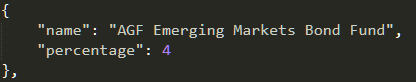 {
    "name": "AGF Emerging Markets Bond Fund",
    "percentage": 4
},